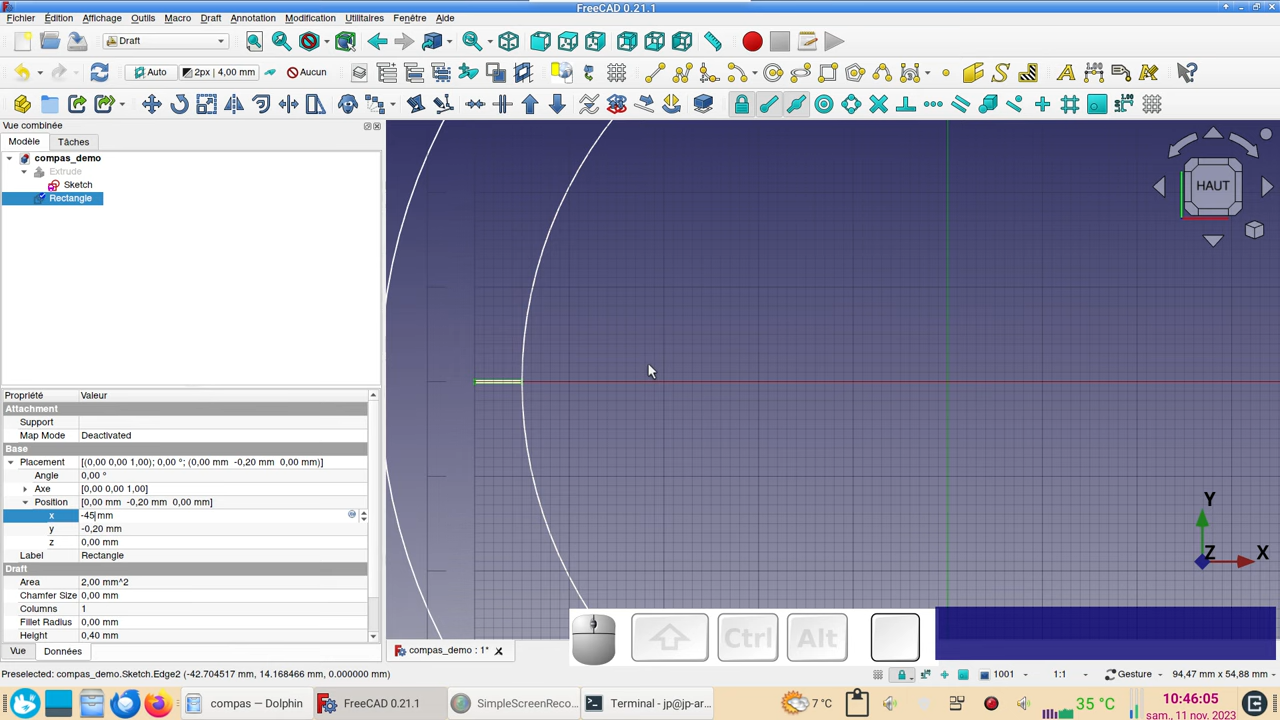 FreeCAD 0.21.1
Fichier Édition Affichage Outils Macro Draft Annotation Modification Utilitaires Fenêtre Aide
Draft
Auto 2px | 4,00 mm Aucun
Vue combinée
Modèle Tâches
compas_demo
Extrude
Sketch
Rectangle
HAUT
Propriété Valeur
Attachment
Support
Map Mode Deactivated
Base
Placement [(0,00 0,00 1,00); 0,00 °; (0,00 mm -0,20 mm 0,00 mm)]
Angle 0,00 °
Axe [0,00 0,00 1,00]
Position [0,00 mm -0,20 mm 0,00 mm]
x -45 mm
y -0,20 mm
z 0,00 mm
Label Rectangle
Draft
Area 2,00 mm^2
Chamfer Size 0,00 mm
Columns 1
Fillet Radius 0,00 mm
Height 0,40 mm
Y
Z
X
Ctrl Alt
Vue Données
compas_demo : 1*
Preselected: compas_demo.Sketch.Edge2 (-42.704517 mm, 14.168466 mm, 0.000000 mm)
1001 1:1 Gesture 94,47 mm x 54,88 mm
compas — Dolphin FreeCAD 0.21.1 SimpleScreenReco... Terminal - jp@jp-ar... 7°C 35 °C 10:46:05
sam., 11 nov. 2023